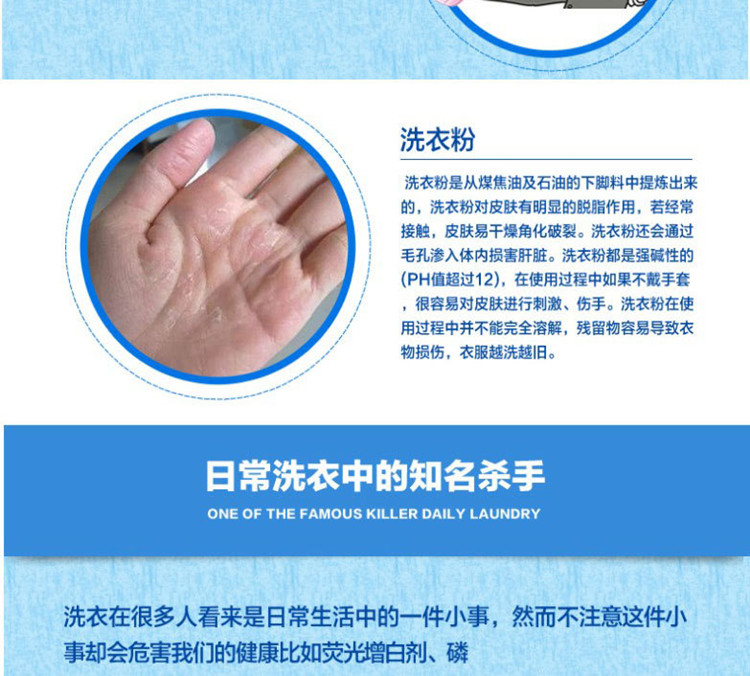 洗衣粉
洗衣粉是从煤焦油及石油的下脚料中提炼出来
的，洗衣粉对皮肤有明显的脱脂作用，若经常
接触，皮肤易干燥角化破裂。洗衣粉还会通过
毛孔渗入体内损害肝脏。洗衣粉都是强碱性的
(PH值超过12)，在使用过程中如果不戴手套
，很容易对皮肤进行刺激、伤手。洗衣粉在使
用过程中并不能完全溶解，残留物容易导致衣
物损伤，衣服越洗越旧。
日常洗衣中的知名杀手
ONE OF THE FAMOUS KILLER DAILY LAUNDRY
洗衣在很多人看来是日常生活中的一件小事，然而不注意这件小
事却会危害我们的健康比如荧光增白剂、磷